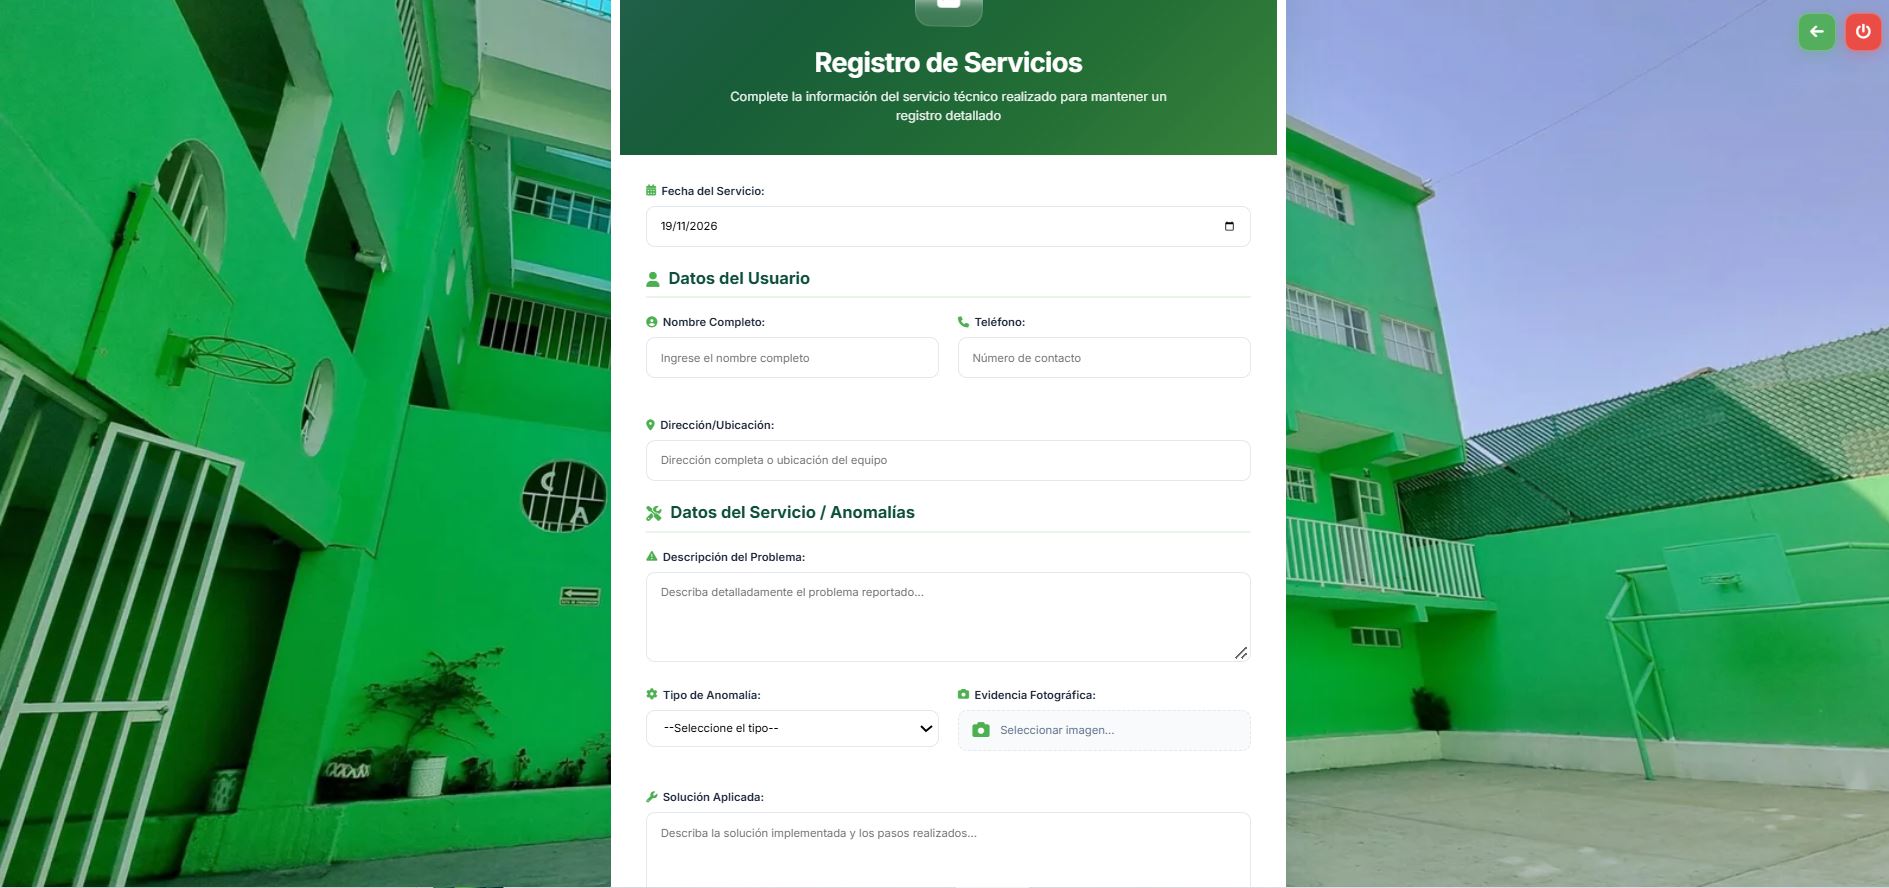 Registro de Servicios
Complete la información del servicio técnico realizado para mantener un
registro detallado
Fecha del Servicio:
19/11/2026
Datos del Usuario
Nombre Completo:
Teléfono:
Ingrese el nombre completo
Número de contacto
Dirección/Ubicación:
Dirección completa o ubicación del equipo
Datos del Servicio / Anomalías
Descripción del Problema:
Describa detalladamente el problema reportado...
Tipo de Anomalía:
Evidencia Fotográfica:
--Seleccione el tipo--
Seleccionar imagen...
Solución Aplicada:
Describa la solución implementada y los pasos realizados...
C
A